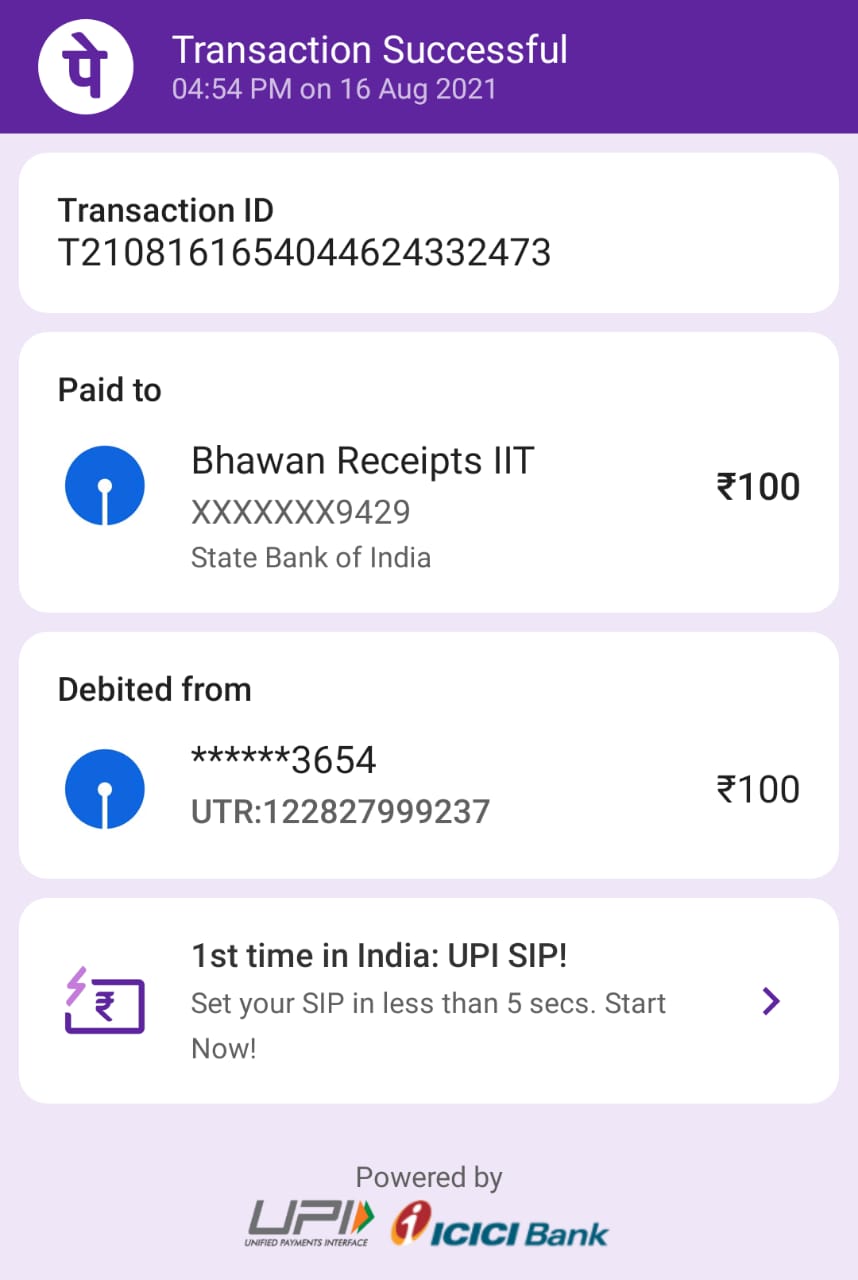 पे
Transaction Successful
04:54 PM on 16 Aug 2021
Transaction ID
T2108161654044624332473
Paid to
Bhawan Receipts IIT
XXXXXXX9429
State Bank of India
₹100
Debited from
******3654
UTR:122827999237
₹100
₹
1st time in India: UPI SIP!
Set your SIP in less than 5 secs. Start
Now!
Powered by
UPI
UNIFIED PAYMENTS INTERFACE
i ICICI Bank